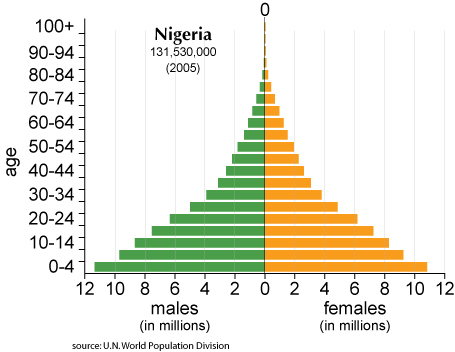 0
100+
Nigeria
131,530,000
(2005)
90-94
80-84
70-74
60-64
50-54
40-44
30-34
20-24
10-14
0-4
age
12 10 8 6 4 2 0 2 4 6 8 10 12
males females
(in millions) (in millions)
source: U.N. World Population Division